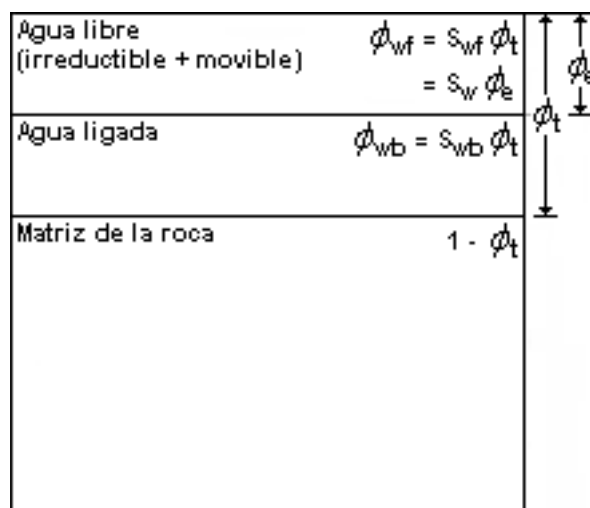 Agua libre
(irreductible + movible)
ϕwf = Swf ϕt
= Sw ϕe
Agua ligada
ϕwb = Swb ϕt
Matriz de la roca
1 - ϕt
ϕt
ϕe